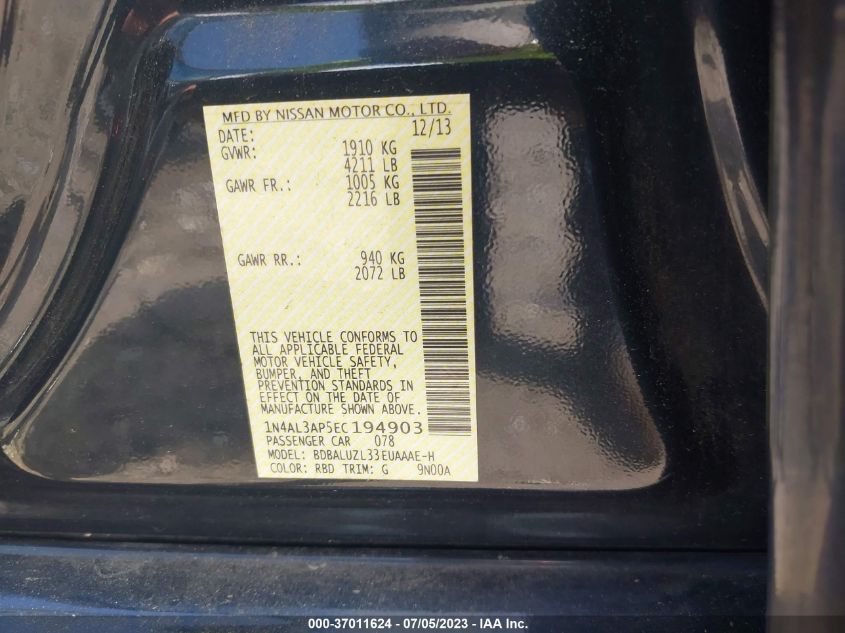 MFD BY NISSAN MOTOR CO., LTD.
DATE: 12/13
GVWR: 1910 KG
4211 LB
GAWR FR.: 1005 KG
2216 LB
GAWR RR.: 940 KG
2072 LB
THIS VEHICLE CONFORMS TO
ALL APPLICABLE FEDERAL
MOTOR VEHICLE SAFETY,
BUMPER, AND THEFT
PREVENTION STANDARDS IN
EFFECT ON THE DATE OF
MANUFACTURE SHOWN ABOVE.
1N4AL3AP5EC194903
PASSENGER CAR 078
MODEL: BDBALUZL33EUAAAE-H
COLOR: RBD TRIM: G 9N00A
000-37011624 - 07/05/2023 - IAA Inc.